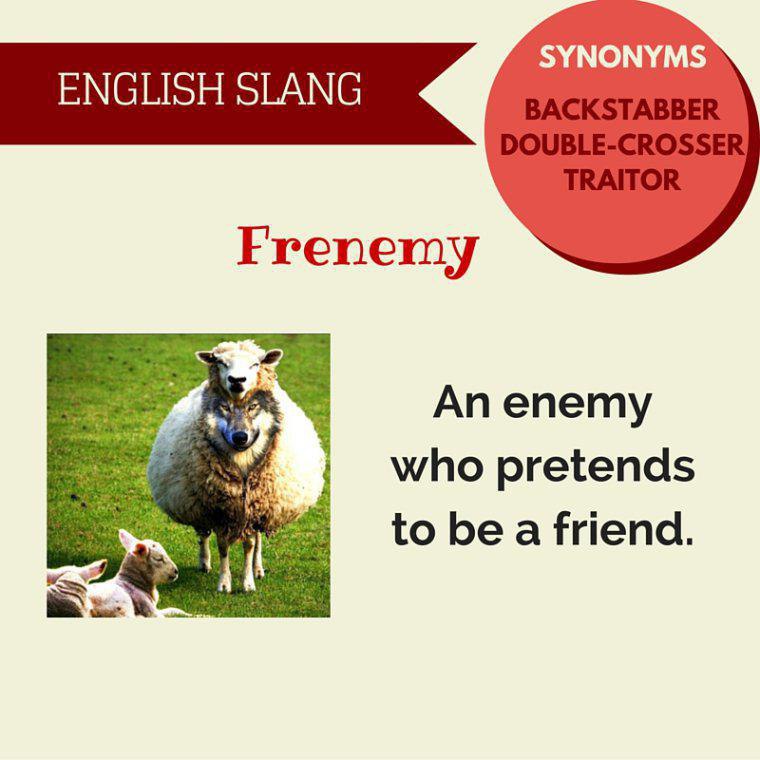 ENGLISH SLANG
SYNONYMS
BACKSTABBER
DOUBLE-CROSSER
TRAITOR
Frenemy
An enemy
who pretends
to be a friend.